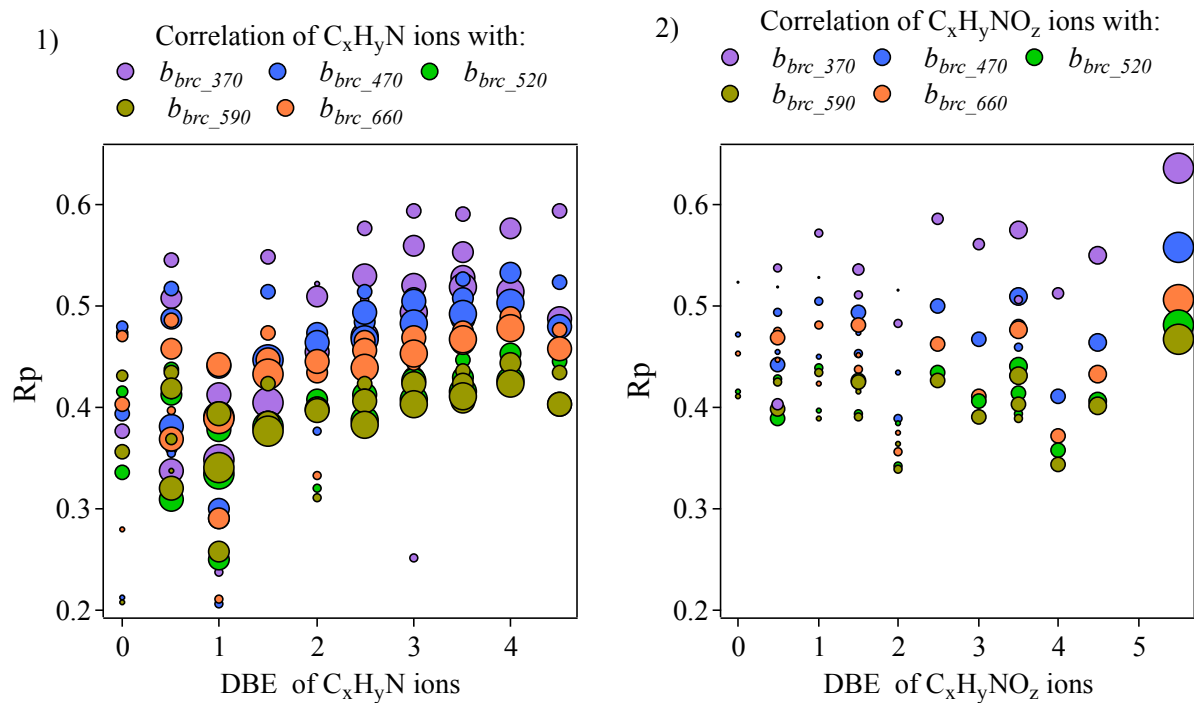 1)
Correlation of CxHyN ions with:
bbrc_370 bbrc_470 bbrc_520
bbrc_590 bbrc_660
0.6
0.5
0.4
0.3
0.2
Rp
0 1 2 3 4
DBE of CxHyN ions
2)
Correlation of CxHyNOz ions with:
bbrc_370 bbrc_470 bbrc_520
bbrc_590 bbrc_660
0.6
0.5
0.4
0.3
0.2
Rp
0 1 2 3 4 5
DBE of CxHyNOz ions